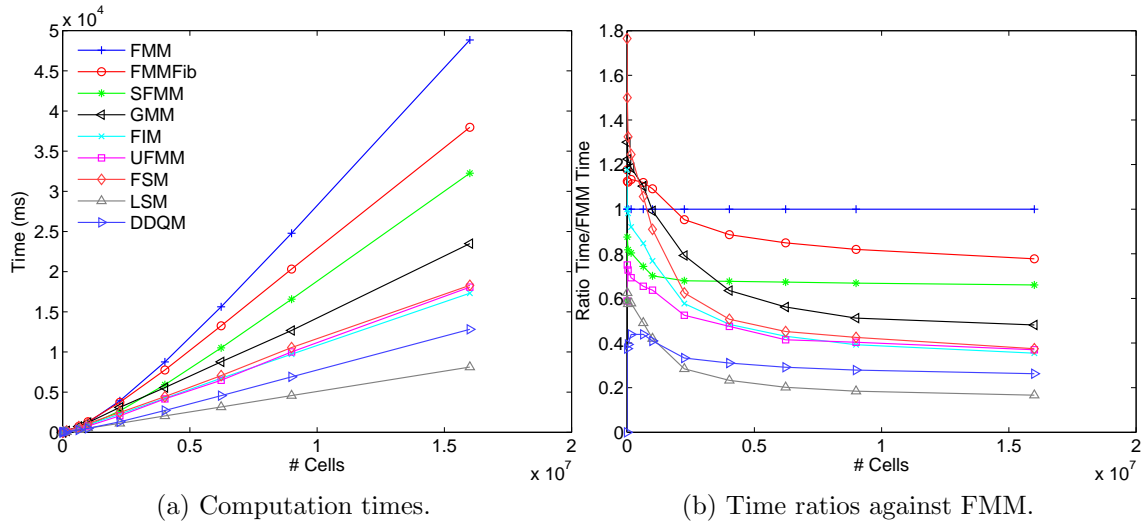 x 10^4
5
4.5
4
3.5
3
2.5
2
1.5
1
0.5
0
Time (ms)
FMM
FMMFib
SFMM
GMM
FIM
UFMM
FSM
LSM
DDQM
0 0.5 1 1.5 2
# Cells
x 10^7
(a) Computation times.
1.8
1.6
1.4
1.2
1
0.8
0.6
0.4
0.2
0
Ratio Time/FMM Time
0 0.5 1 1.5 2
# Cells
x 10^7
(b) Time ratios against FMM.